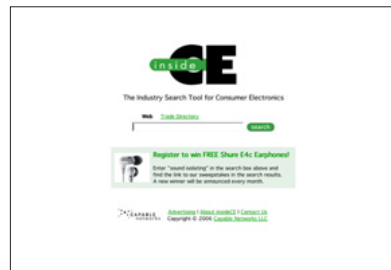 inside CE
The Industry Search Tool for Consumer Electronics
Web Trade Directory
search
Register to win FREE Shure E4c Earphones!
Enter "sound isolating" in the search box above and
find the link to our sweepstakes in the search results.
A new winner will be announced every month.
CAPABLE NETWORKS
Advertising | About insideCE | Contact Us
Copyright © 2006 Capable Networks LLC